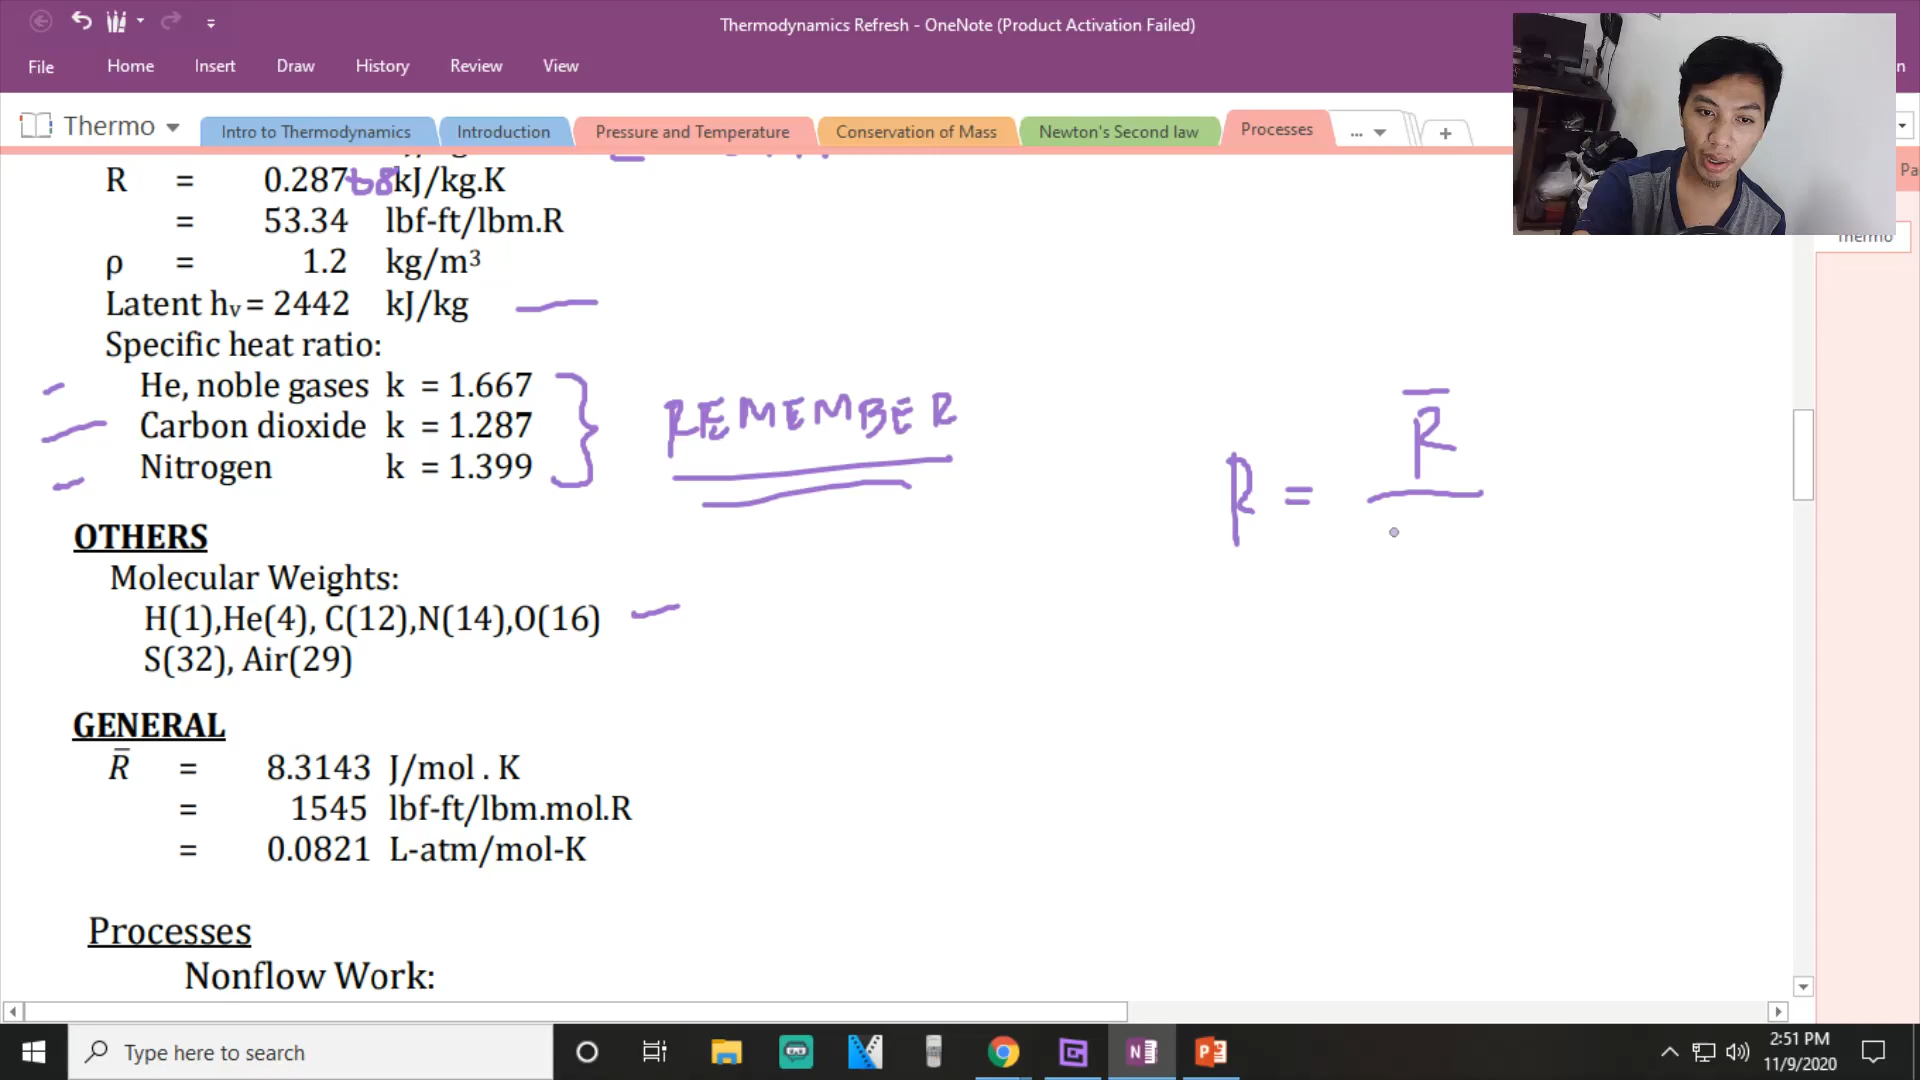 Thermodynamics Refresh - OneNote (Product Activation Failed)
File Home Insert Draw History Review View
Thermo
Intro to Thermodynamics Introduction Pressure and Temperature Conservation of Mass Newton's Second law Processes ... +
R = 0.287 08 kJ/kg.K
= 53.34 lbf-ft/lbm.R
ρ = 1.2 kg/m³
Latent hᵥ = 2442 kJ/kg
Specific heat ratio:
He, noble gases k = 1.667
Carbon dioxide k = 1.287
Nitrogen k = 1.399
REMEMBER
R = R̅
OTHERS
Molecular Weights:
H(1),He(4), C(12),N(14),O(16)
S(32), Air(29)
GENERAL
R̅ = 8.3143 J/mol . K
= 1545 lbf-ft/lbm.mol.R
= 0.0821 L-atm/mol-K
Processes
Nonflow Work:
Pa
Thermo
Type here to search
2:51 PM
11/9/2020